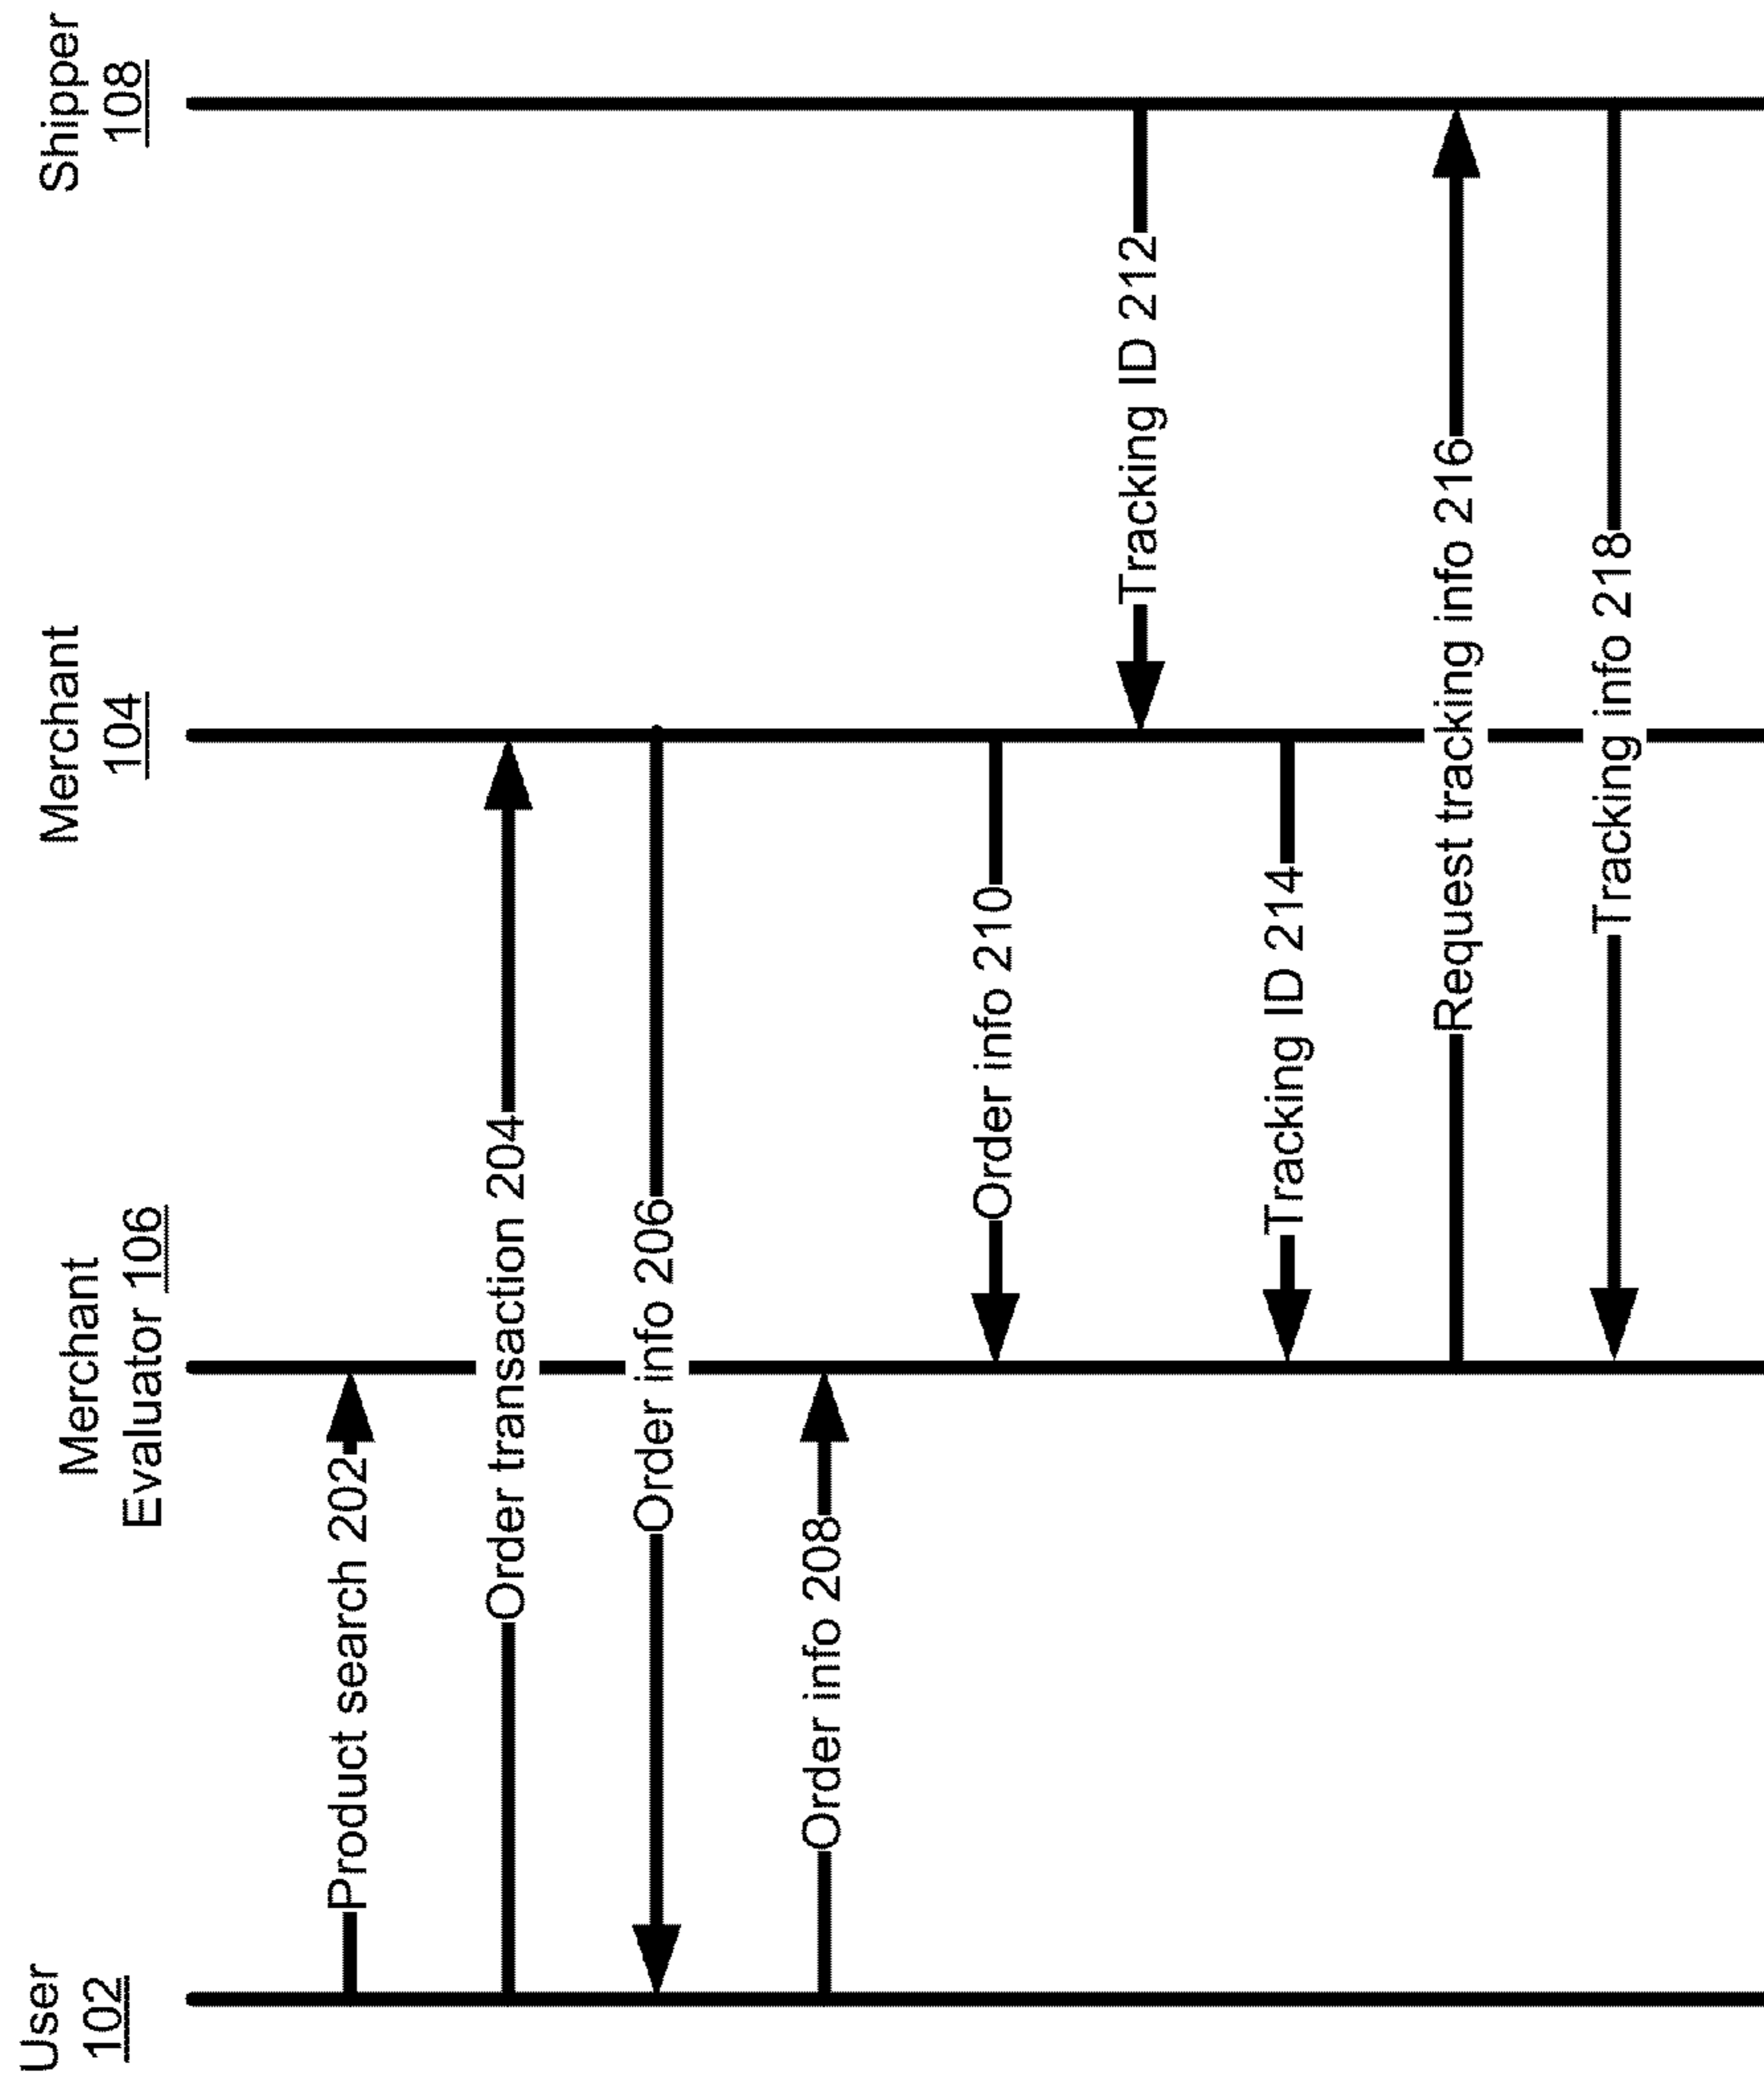 User
102
Merchant
Evaluator 106
Merchant
104
Shipper
108
Product search 202
Order transaction 204
Order info 206
Order info 208
Order info 210
Tracking ID 212
Tracking ID 214
Request tracking info 216
Tracking info 218